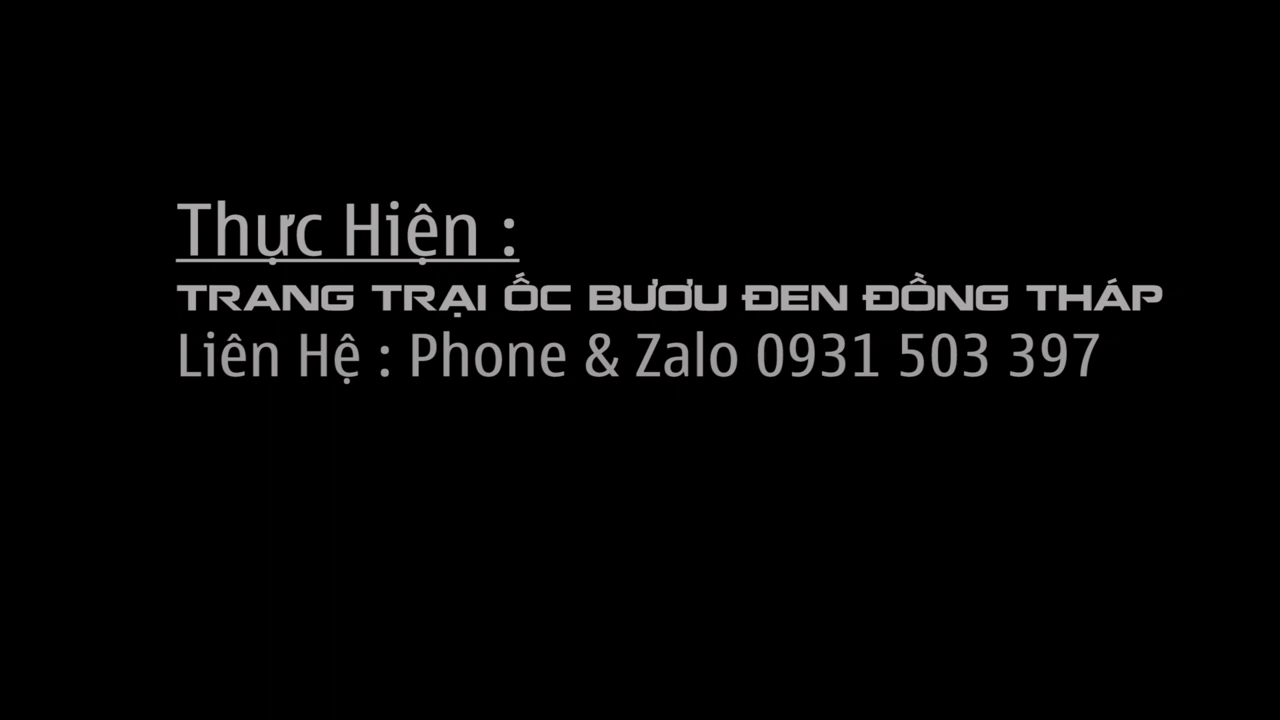 Thực Hiện :
TRANG TRẠI ỐC BƯƠU ĐEN ĐỒNG THÁP
Liên Hệ : Phone & Zalo 0931 503 397